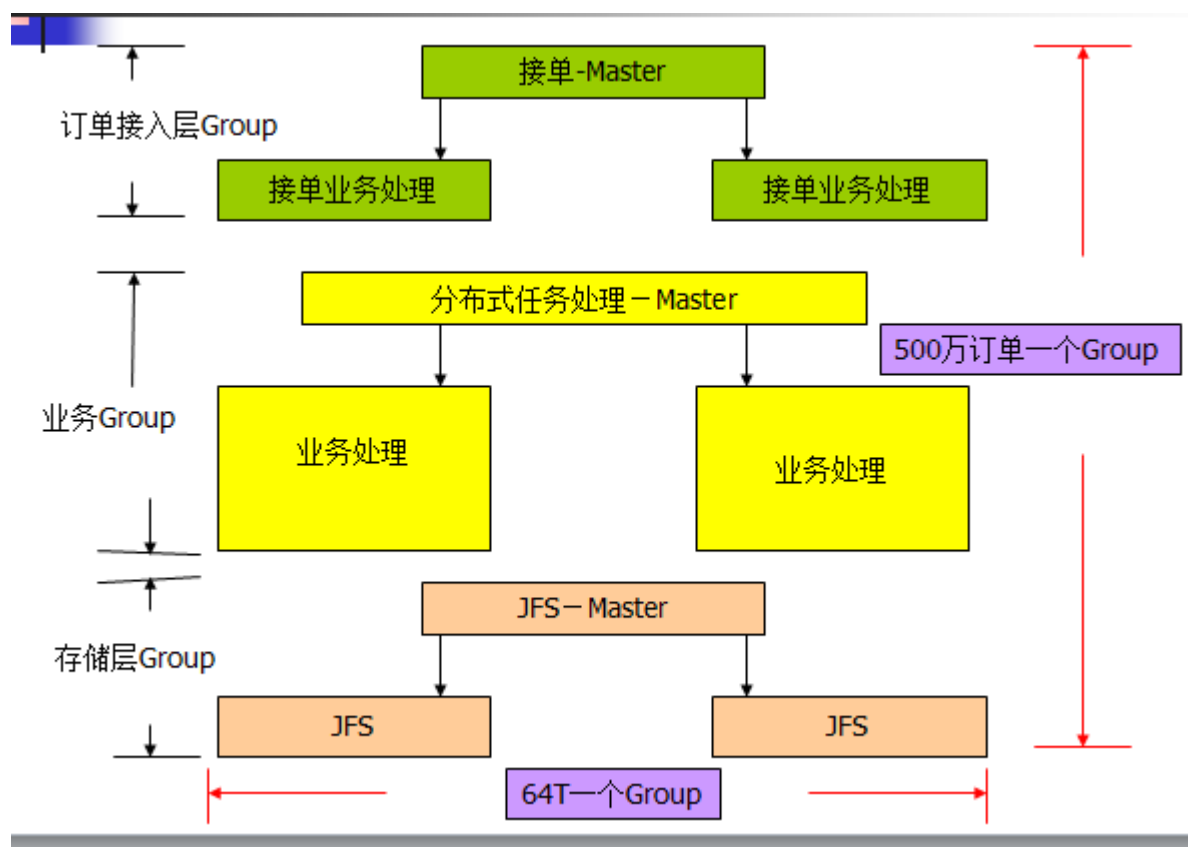 接单-Master
订单接入层Group
接单业务处理
接单业务处理
分布式任务处理－Master
500万订单一个Group
业务Group
业务处理
业务处理
JFS－Master
存储层Group
JFS
JFS
64T一个Group